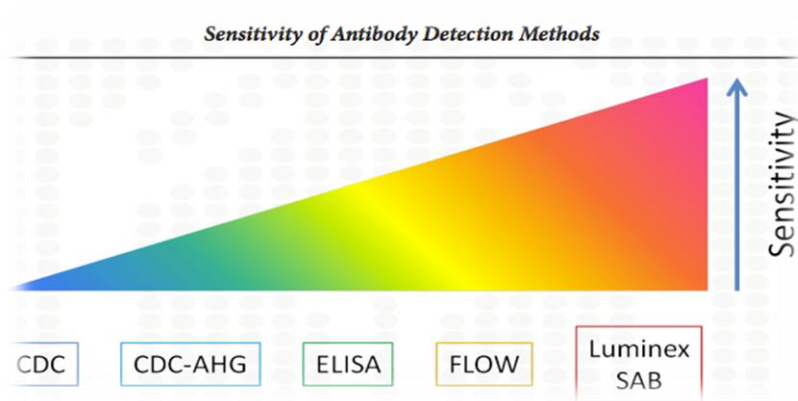 Sensitivity of Antibody Detection Methods
Sensitivity
CDC
CDC-AHG
ELISA
FLOW
Luminex
SAB